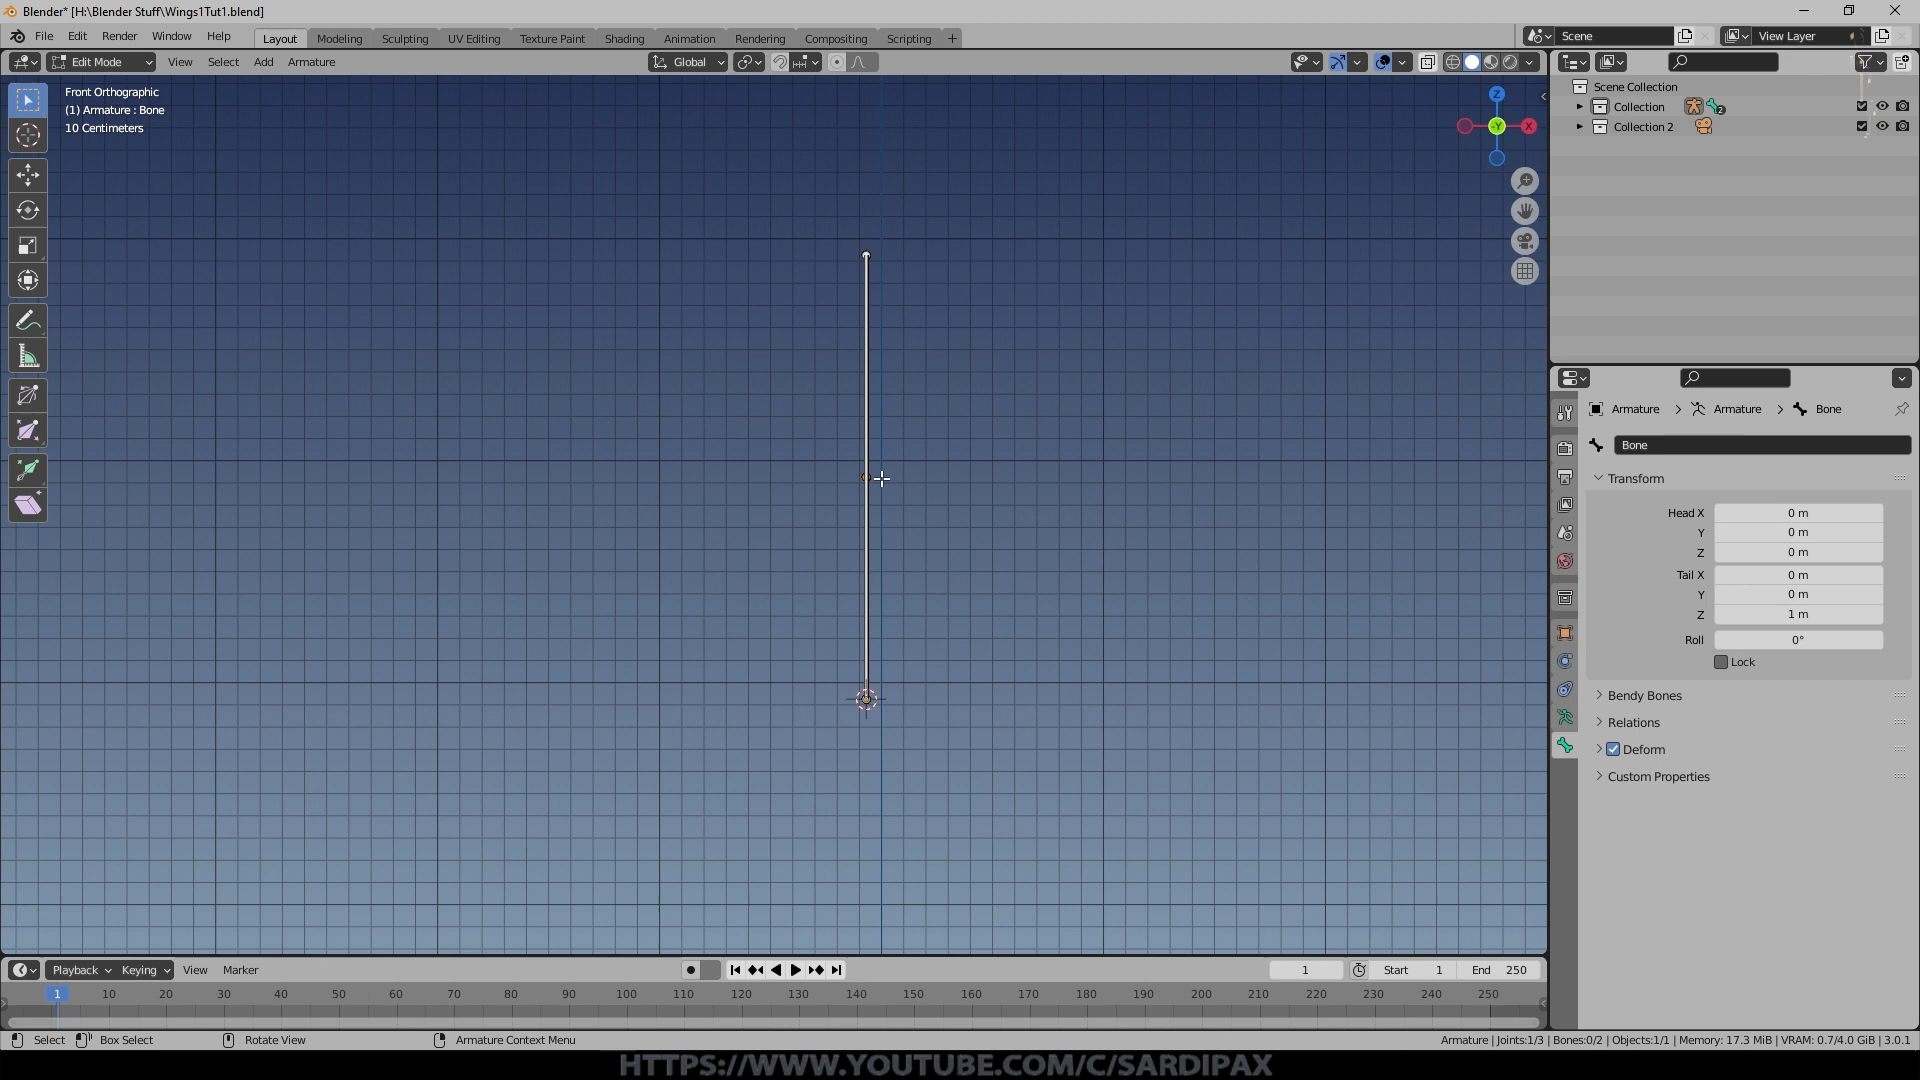 Blender* [H:\Blender Stuff\Wings1Tut1.blend]
File Edit Render Window Help Layout Modeling Sculpting UV Editing Texture Paint Shading Animation Rendering Compositing Scripting + Scene View Layer
Edit Mode View Select Add Armature Global
Front Orthographic
(1) Armature : Bone
10 Centimeters
Z
-Y
X
Scene Collection
Collection 2
Collection 2
Armature > Armature > Bone
Bone
Transform
Head X 0 m
Y 0 m
Z 0 m
Tail X 0 m
Y 0 m
Z 1 m
Roll 0°
Lock
Bendy Bones
Relations
Deform
Custom Properties
Playback Keying View Marker 1 Start 1 End 250
1 10 20 30 40 50 60 70 80 90 100 110 120 130 140 150 160 170 180 190 200 210 220 230 240 250
Select Box Select Rotate View Armature Context Menu Armature | Joints:1/3 | Bones:0/2 | Objects:1/1 | Memory: 17.3 MiB | VRAM: 0.7/4.0 GiB | 3.0.1
HTTPS://WWW.YOUTUBE.COM/C/SARDIPAX